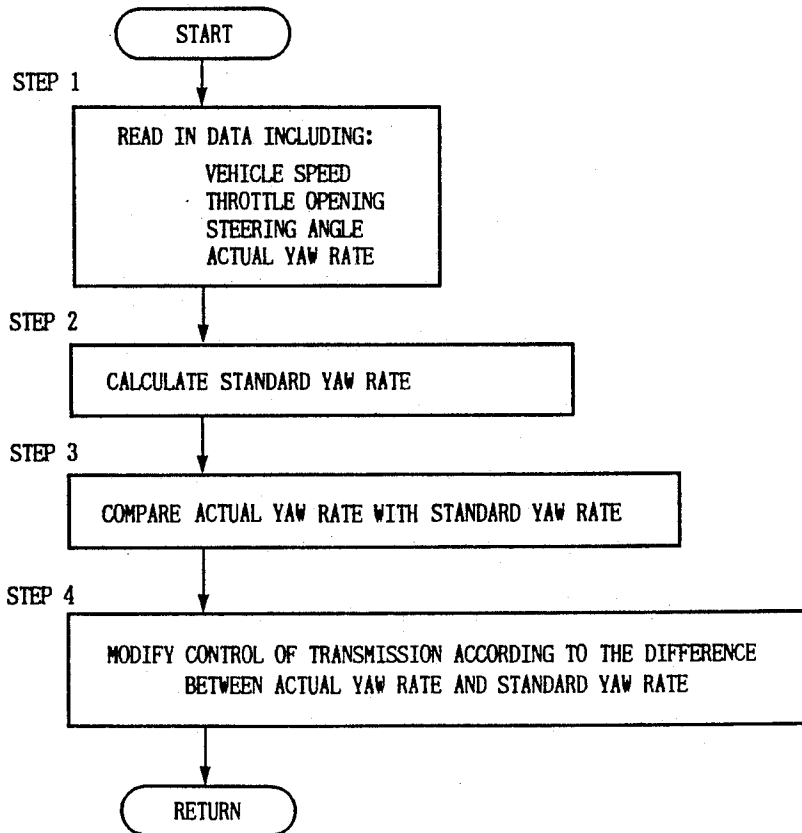 START
STEP 1
READ IN DATA INCLUDING:
VEHICLE SPEED
THROTTLE OPENING
STEERING ANGLE
ACTUAL YAW RATE
STEP 2
CALCULATE STANDARD YAW RATE
STEP 3
COMPARE ACTUAL YAW RATE WITH STANDARD YAW RATE
STEP 4
MODIFY CONTROL OF TRANSMISSION ACCORDING TO THE DIFFERENCE
BETWEEN ACTUAL YAW RATE AND STANDARD YAW RATE
RETURN